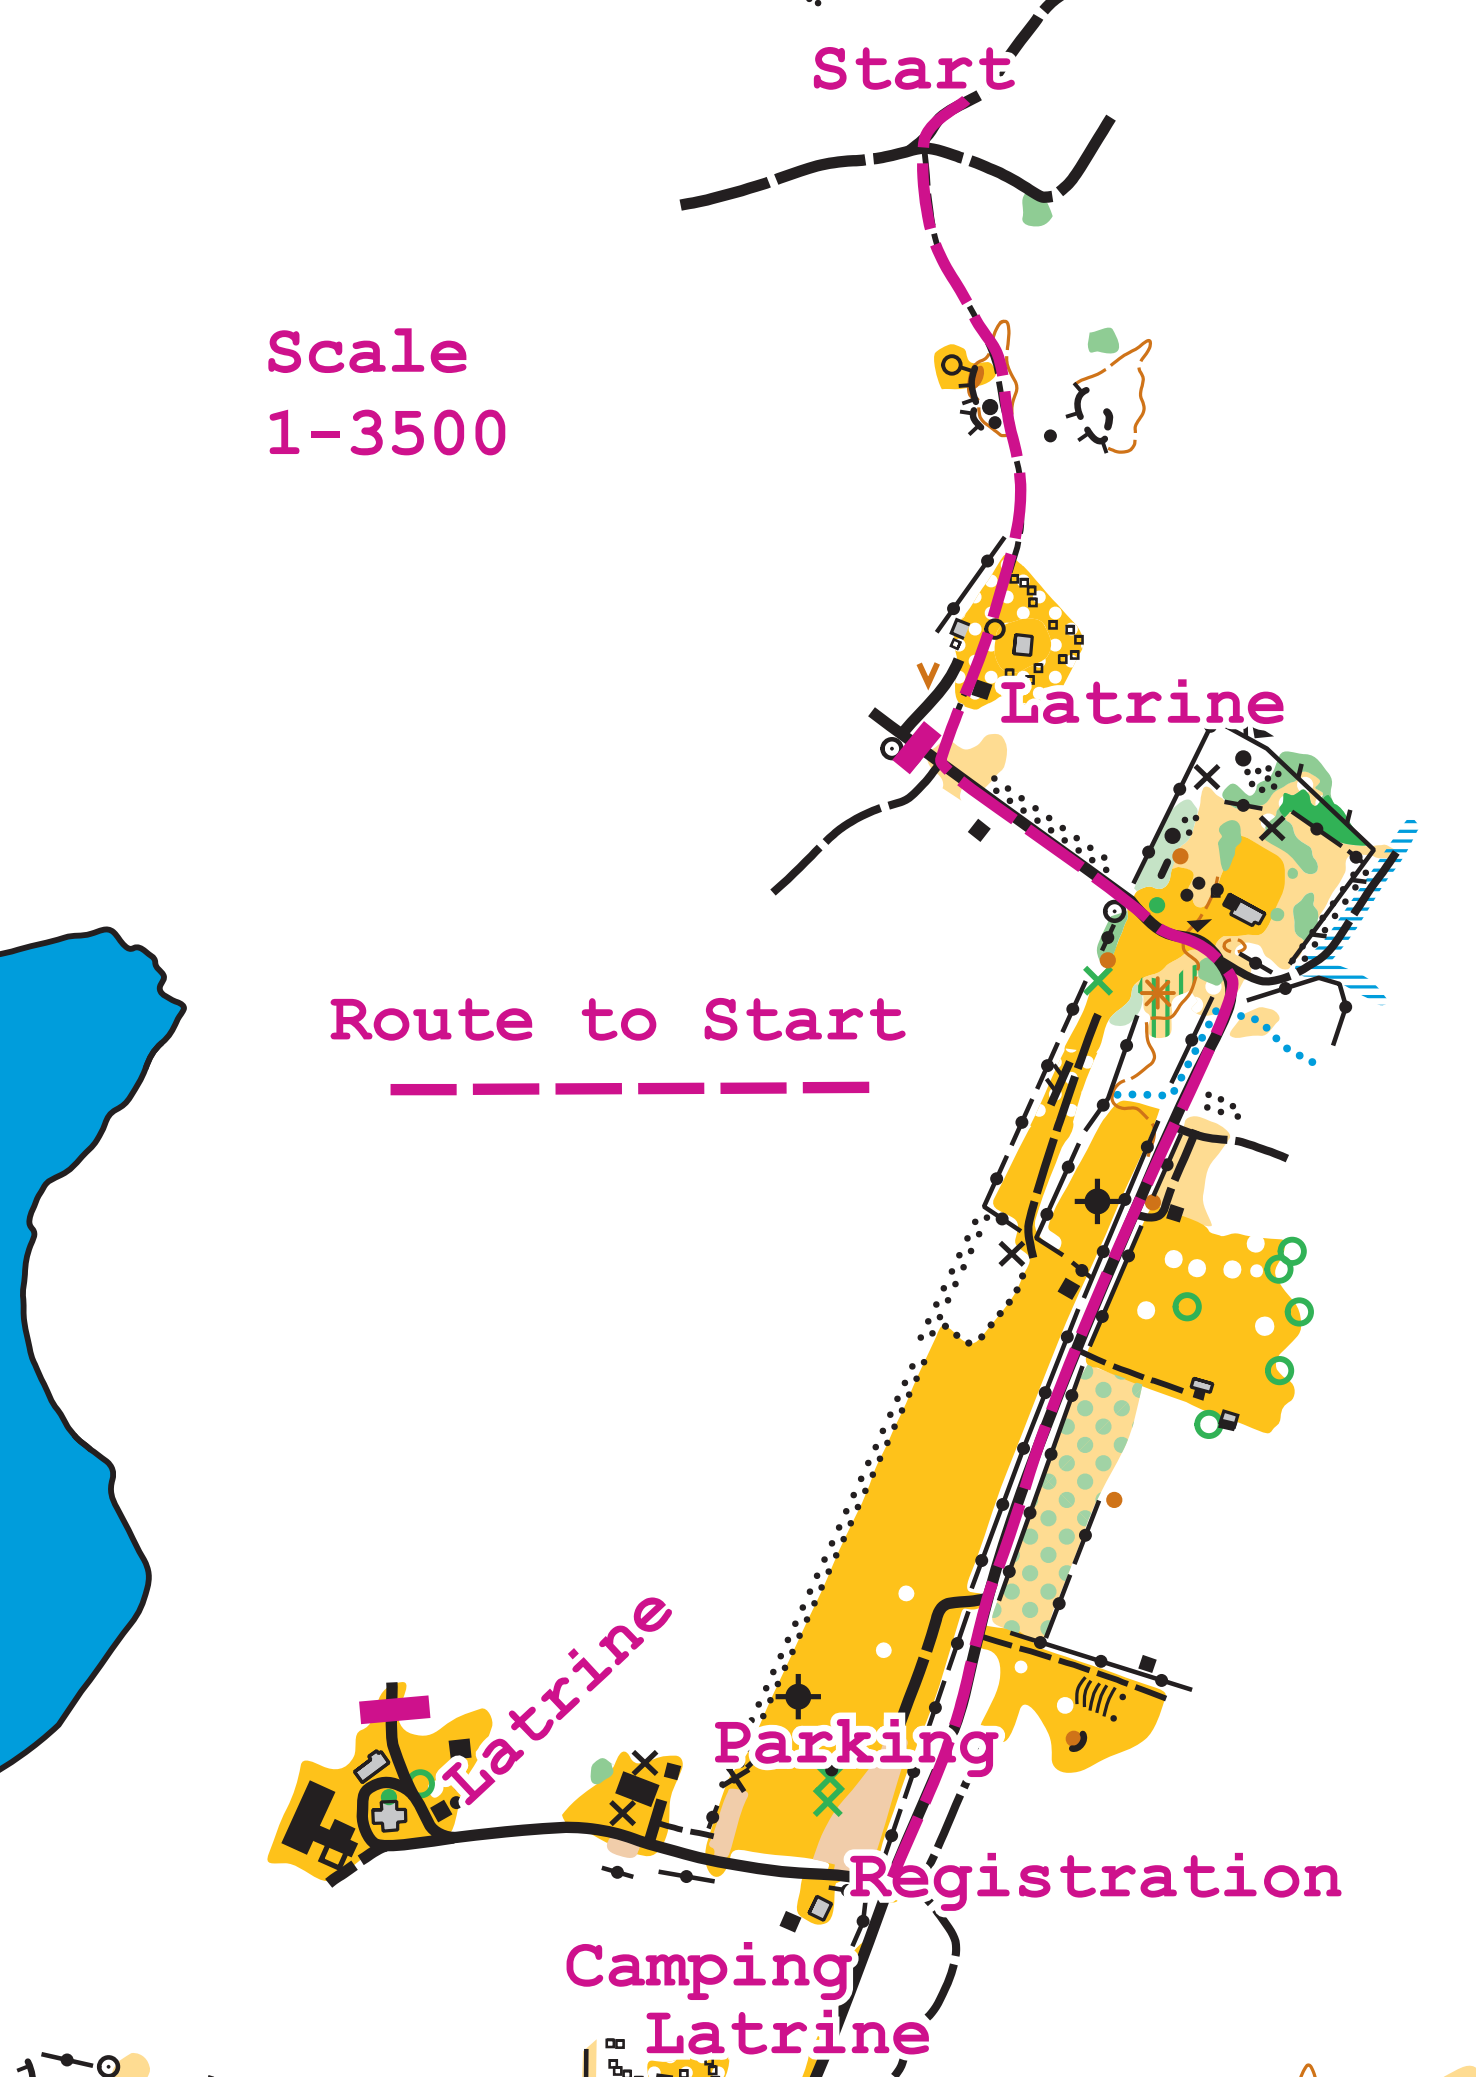 Start
Scale
1-3500
Latrine
Route to Start
Latrine
Parking
Registration
Camping
Latrine